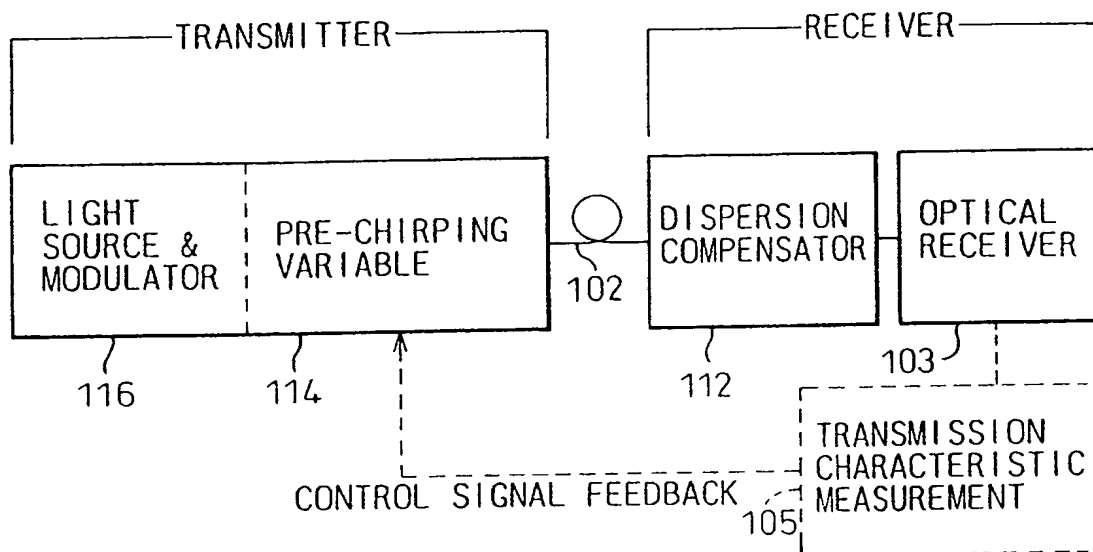 TRANSMITTER
RECEIVER
LIGHT
SOURCE &
MODULATOR
PRE-CHIRPING
VARIABLE
DISPERSION
COMPENSATOR
OPTICAL
RECEIVER
102
116
114
112
103
TRANSMISSION
CHARACTERISTIC
MEASUREMENT
CONTROL SIGNAL FEEDBACK
105